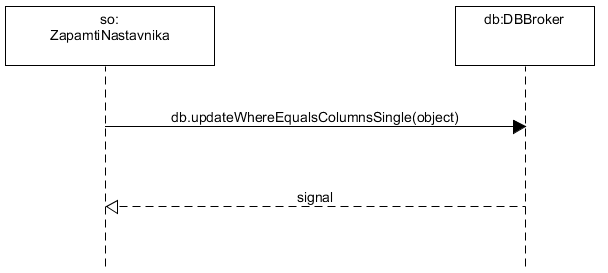 so:
ZapamtiNastavnika
db:DBBroker
db.updateWhereEqualsColumnsSingle(object)
signal